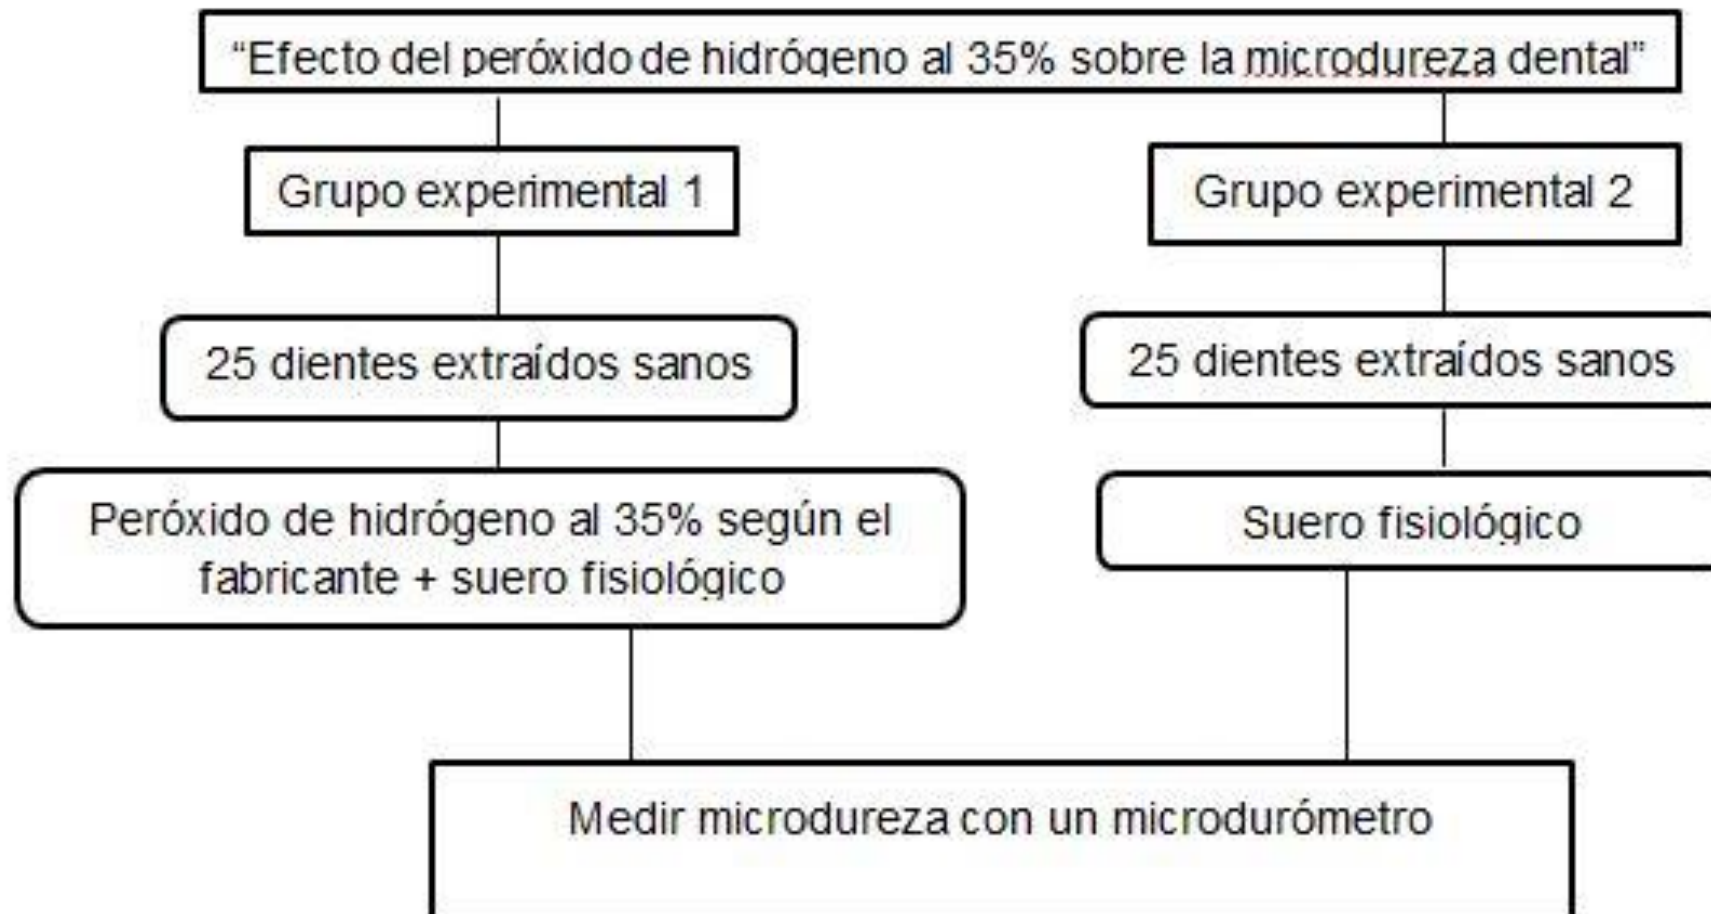 “Efecto del peróxido de hidrógeno al 35% sobre la microdureza dental”
Grupo experimental 1
Grupo experimental 2
25 dientes extraídos sanos
25 dientes extraídos sanos
Peróxido de hidrógeno al 35% según el
fabricante + suero fisiológico
Suero fisiológico
Medir microdureza con un microdurómetro